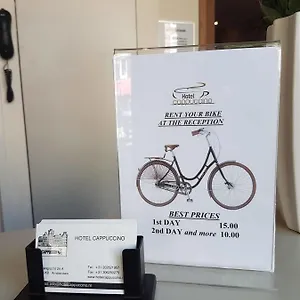 Hotel
cappuccino
RENT YOUR BIKE
AT THE RECEPTION
BEST PRICES
1st DAY 15.00
2nd DAY and more 10.00
HOTEL CAPPUCCINO